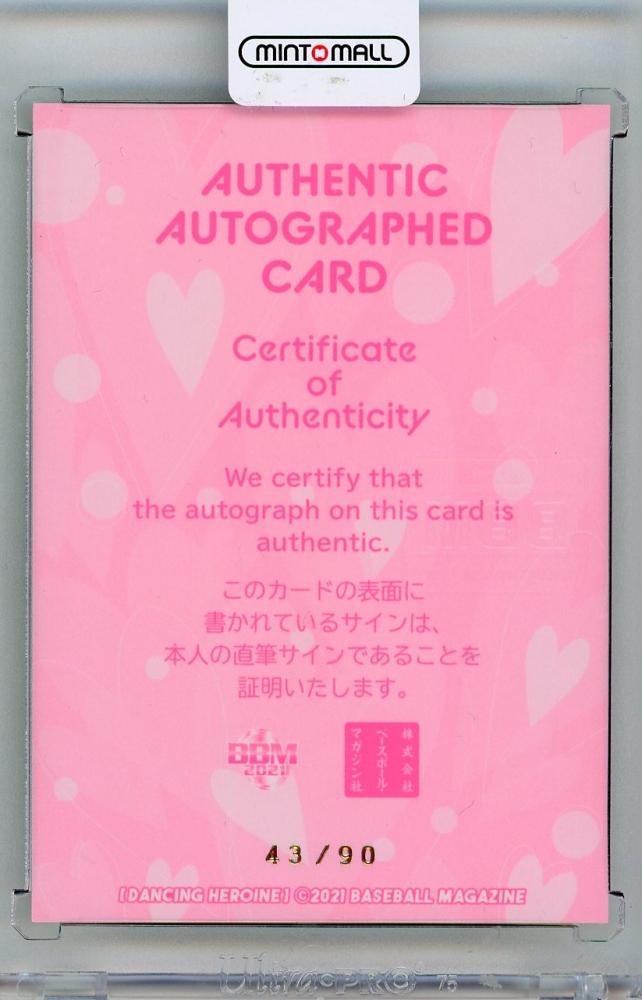 MINTMALL
AUTHENTIC
AUTOGRAPHED
CARD
Certificate
of
Authenticity
We certify that
the autograph on this card is
authentic.
このカードの表面に
書かれているサインは、
本人の直筆サインであることを
証明いたします。
BBM
2021
株式会社
ベースボール・
マガジン社
43/90
[DANCING HEROINE] ©2021 BASEBALL MAGAZINE
Ultra-PRO 75